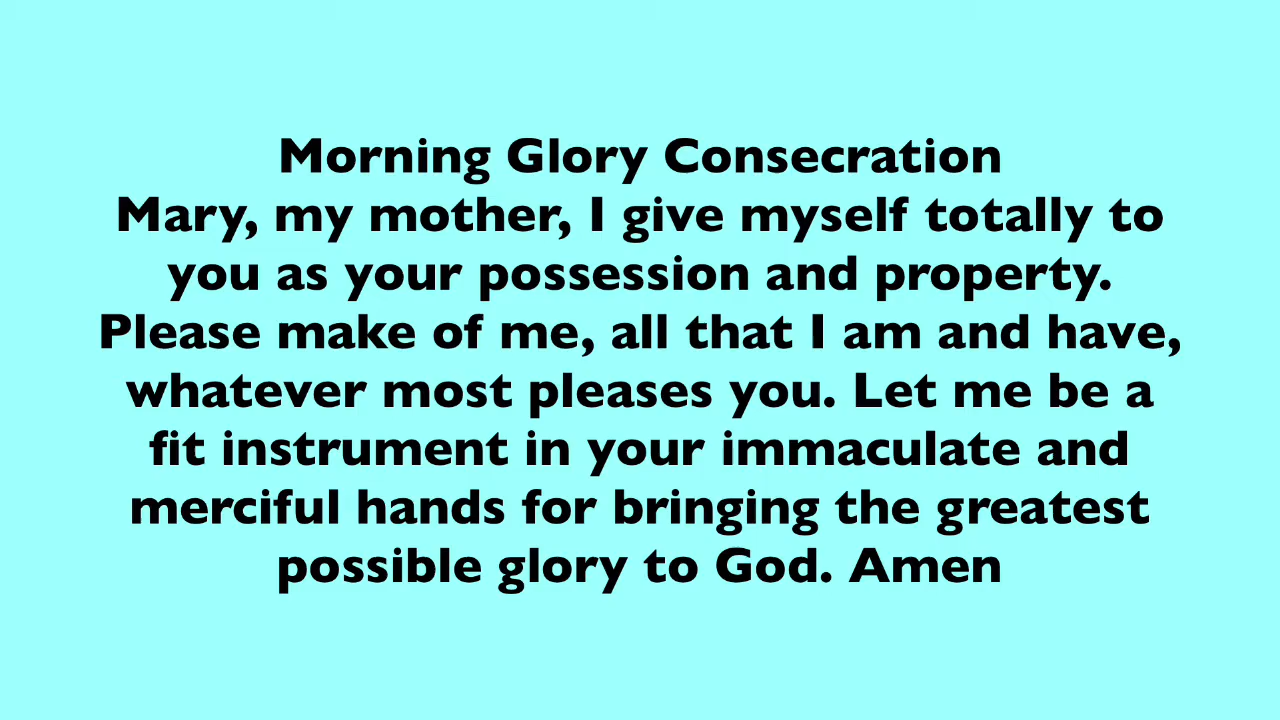 Morning Glory Consecration
Mary, my mother, I give myself totally to
you as your possession and property.
Please make of me, all that I am and have,
whatever most pleases you. Let me be a
fit instrument in your immaculate and
merciful hands for bringing the greatest
possible glory to God. Amen